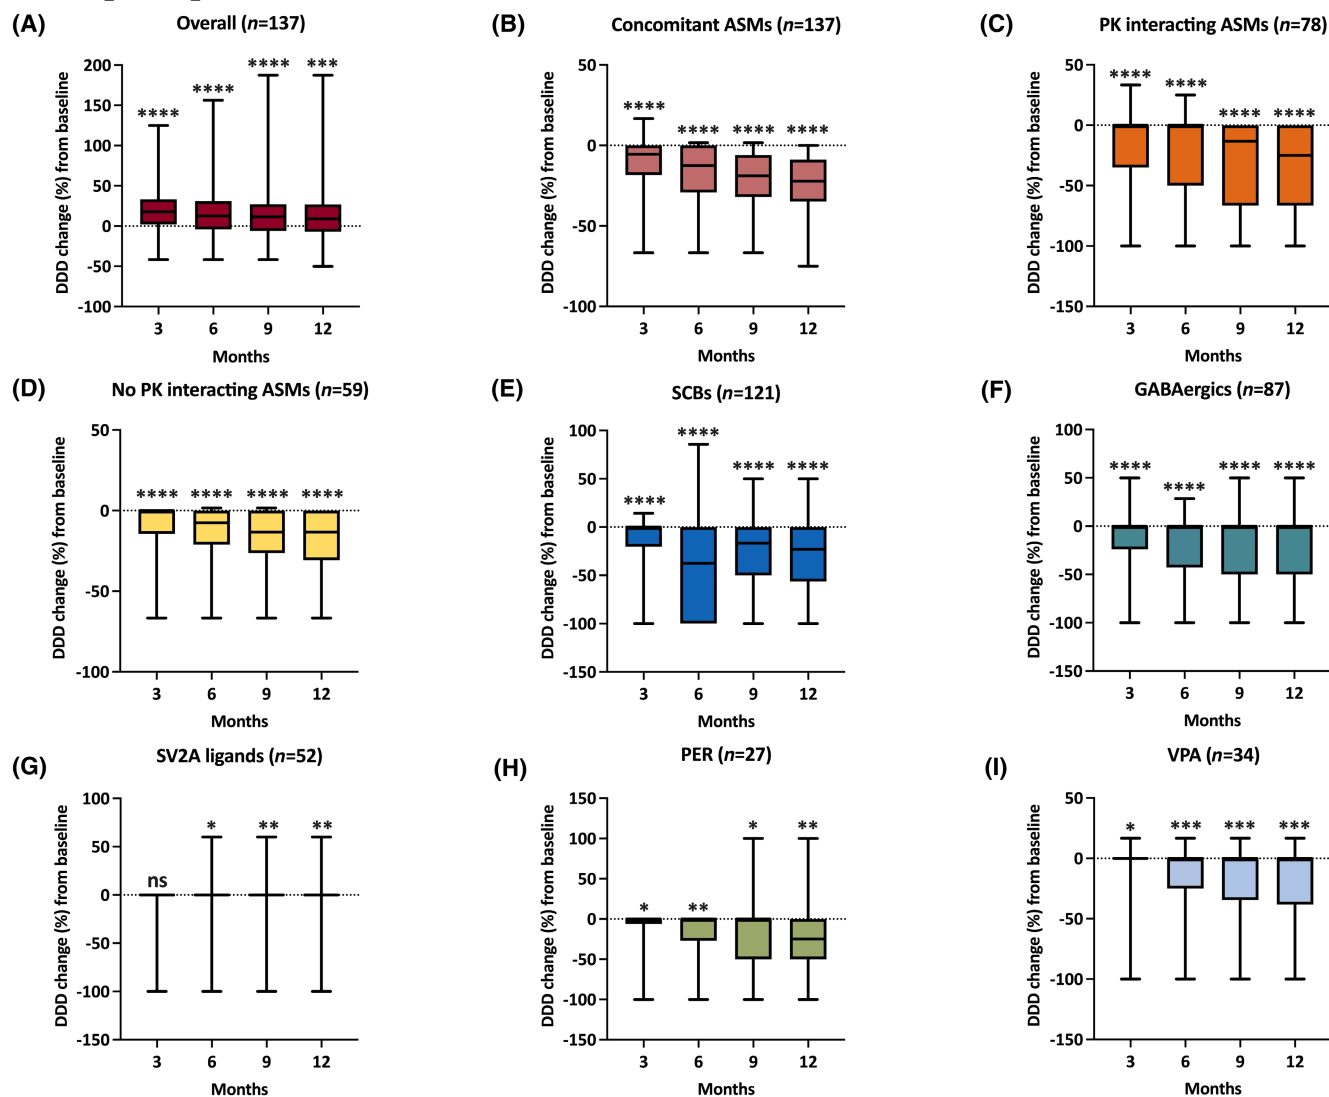 (A)
Overall (n=137)
DDD change (%) from baseline
200
150
100
50
0
-50
-100
**** **** **** ***
3 6 9 12
Months
(B)
Concomitant ASMs (n=137)
DDD change (%) from baseline
50
0
-50
-100
**** **** **** ****
3 6 9 12
Months
(C)
PK interacting ASMs (n=78)
DDD change (%) from baseline
50
0
-50
-100
-150
**** **** **** ****
3 6 9 12
Months
(D)
No PK interacting ASMs (n=59)
DDD change (%) from baseline
50
0
-50
-100
**** **** **** ****
3 6 9 12
Months
(E)
SCBs (n=121)
DDD change (%) from baseline
100
50
0
-50
-100
-150
**** **** **** ****
3 6 9 12
Months
(F)
GABAergics (n=87)
DDD change (%) from baseline
100
50
0
-50
-100
-150
**** **** **** ****
3 6 9 12
Months
(G)
SV2A ligands (n=52)
DDD change (%) from baseline
100
50
0
-50
-100
-150
ns * ** **
3 6 9 12
Months
(H)
PER (n=27)
DDD change (%) from baseline
150
100
50
0
-50
-100
-150
* ** * **
3 6 9 12
Months
(I)
VPA (n=34)
DDD change (%) from baseline
50
0
-50
-100
-150
* *** *** ***
3 6 9 12
Months